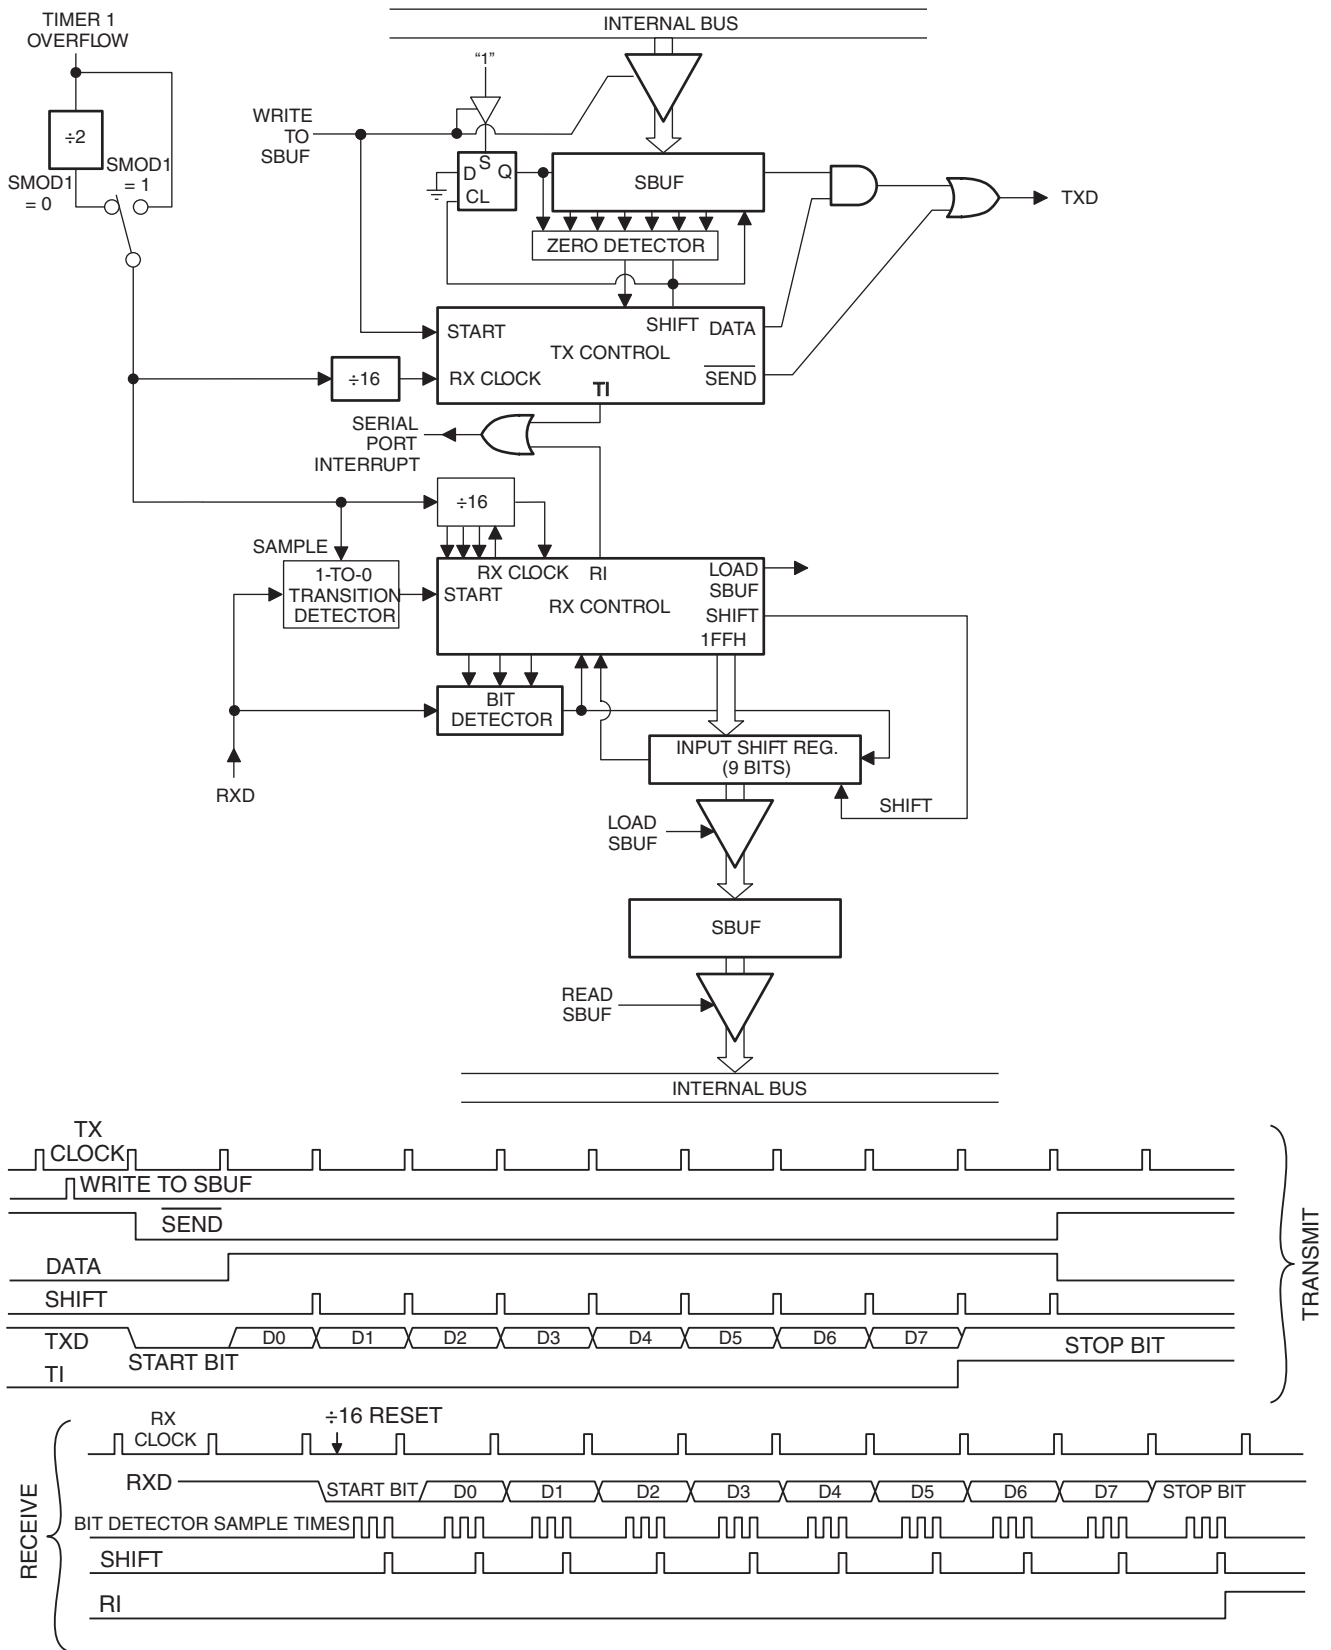 TIMER 1
OVERFLOW
INTERNAL BUS
“1”
WRITE
TO
SBUF
÷2
SMOD1
= 0
SMOD1
= 1
S
D Q
CL
SBUF
TXD
ZERO DETECTOR
START
SHIFT
DATA
TX CONTROL
÷16
RX CLOCK
TI
SEND
SERIAL
PORT
INTERRUPT
÷16
SAMPLE
1-TO-0
TRANSITION
DETECTOR
RX CLOCK
RI
LOAD
SBUF
START
RX CONTROL
SHIFT
1FFH
BIT
DETECTOR
INPUT SHIFT REG.
(9 BITS)
RXD
SHIFT
LOAD
SBUF
SBUF
READ
SBUF
INTERNAL BUS
TX
CLOCK
WRITE TO SBUF
SEND
DATA
SHIFT
TXD
D0 D1 D2 D3 D4 D5 D6 D7
START BIT
STOP BIT
TI
TRANSMIT
RX
CLOCK
÷16 RESET
RXD
START BIT D0 D1 D2 D3 D4 D5 D6 D7 STOP BIT
BIT DETECTOR SAMPLE TIMES
SHIFT
RI
RECEIVE